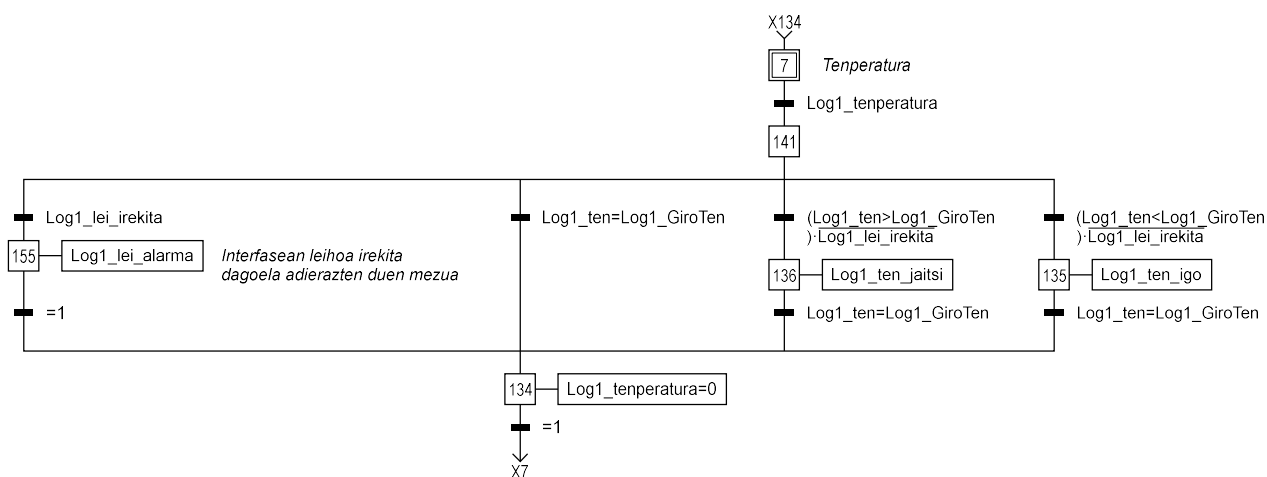 X134
7
Tenperatura
Log1_tenperatura
141
Log1_lei_irekita
Log1_ten=Log1_GiroTen
(Log1_ten>Log1_GiroTen
)·Log1_lei_irekita
(Log1_ten<Log1_GiroTen
)·Log1_lei_irekita
155
Log1_lei_alarma
Interfasean leihoa irekita
dagoela adierazten duen mezua
136
Log1_ten_jaitsi
135
Log1_ten_igo
=1
Log1_ten=Log1_GiroTen
Log1_ten=Log1_GiroTen
134
Log1_tenperatura=0
=1
X7